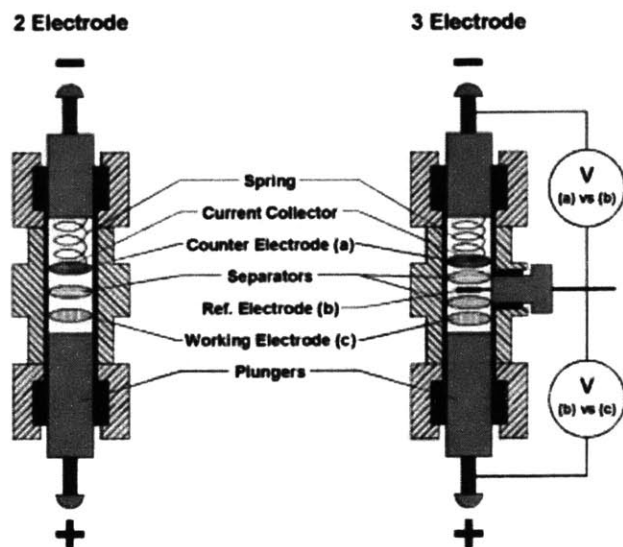 2 Electrode
3 Electrode
Spring
Current Collector
Counter Electrode (a)
Separators
Ref. Electrode (b)
Working Electrode (c)
Plungers
V
(a) vs (b)
V
(b) vs (c)